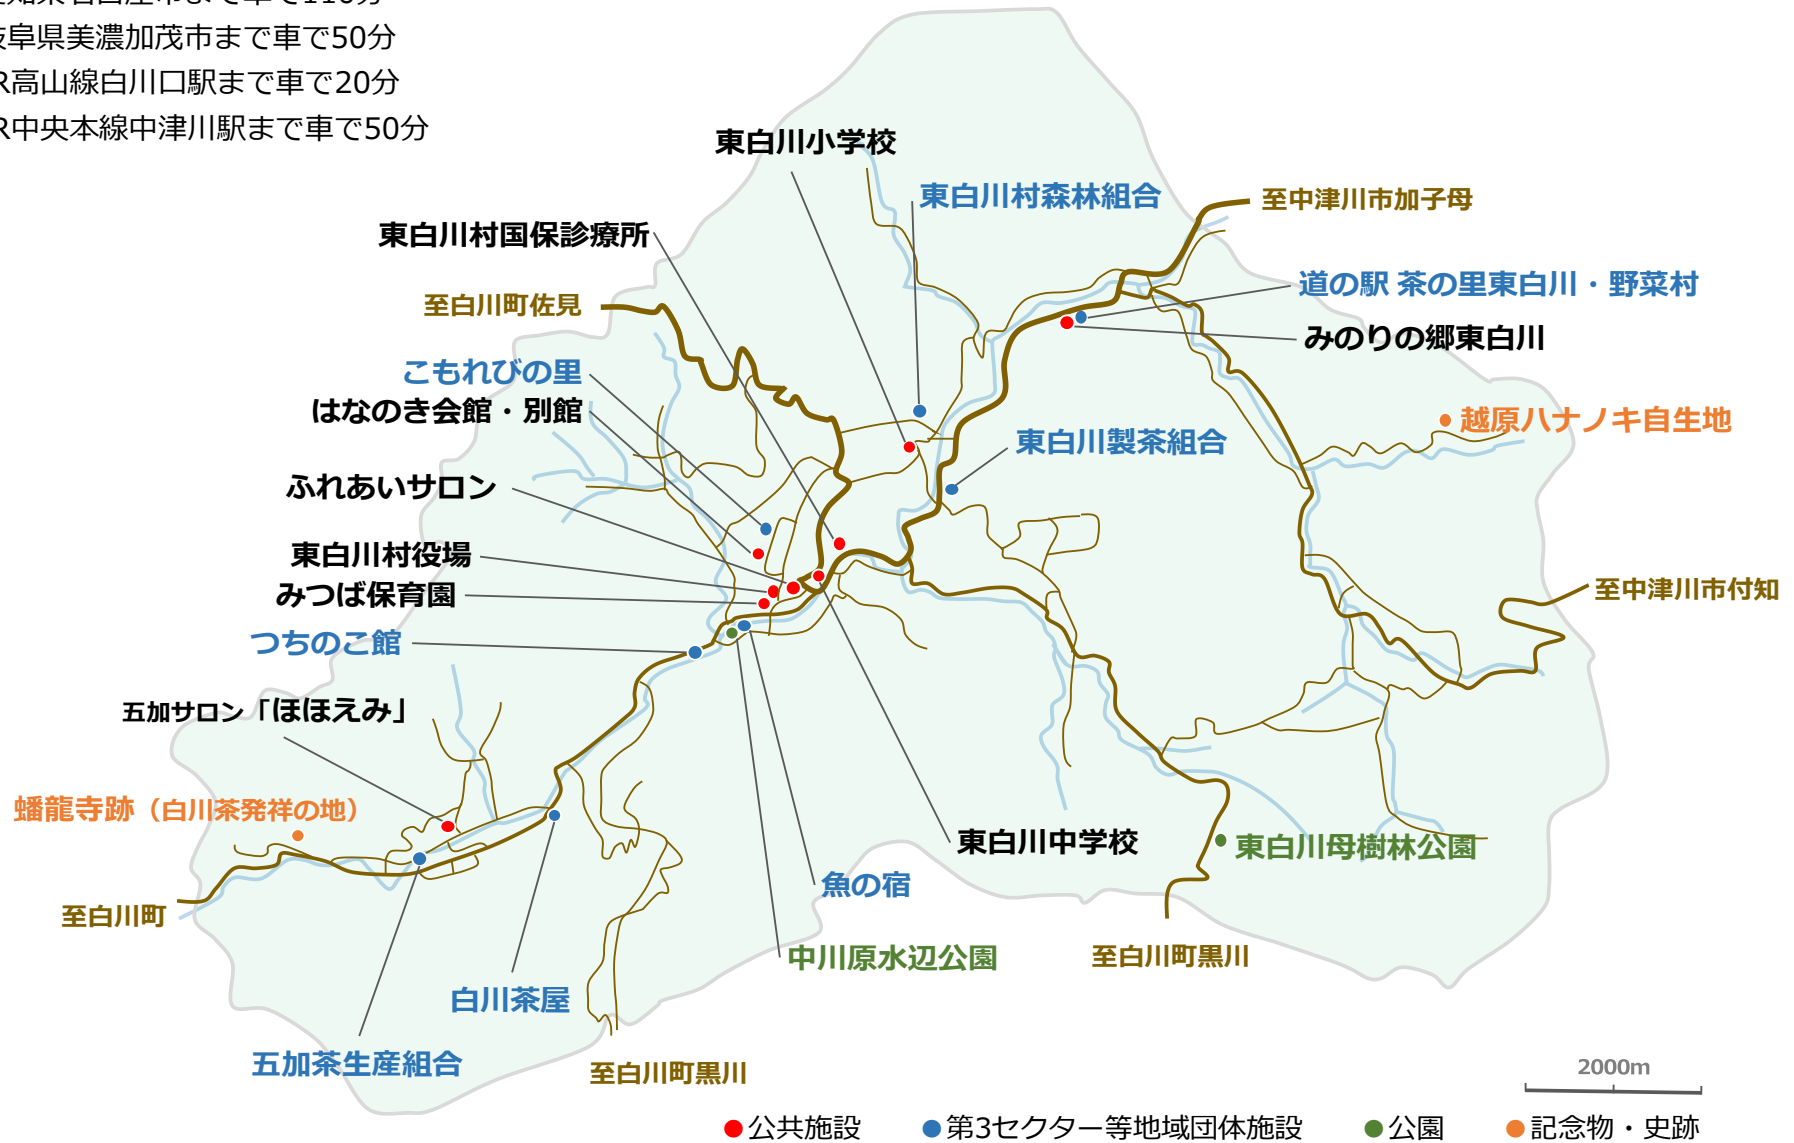 阜県美濃加茂市まで車で50分
R高山線白川口駅まで車で20分
R中央本線中津川駅まで車で50分
東白川小学校
東白川村森林組合
至中津川市加子母
東白川村国保診療所
道の駅 茶の里東白川・野菜村
至白川町佐見
みのりの郷東白川
こもれびの里
はなのき会館・別館
越原ハナノキ自生地
東白川製茶組合
ふれあいサロン
東白川村役場
みつば保育園
至中津川市付知
つちのこ館
五加サロン「ほほえみ」
蟠龍寺跡（白川茶発祥の地）
東白川中学校
東白川母樹林公園
魚の宿
至白川町
中川原水辺公園
至白川町黒川
白川茶屋
五加茶生産組合
至白川町黒川
2000m
公共施設
第3セクター等地域団体施設
公園
記念物・史跡